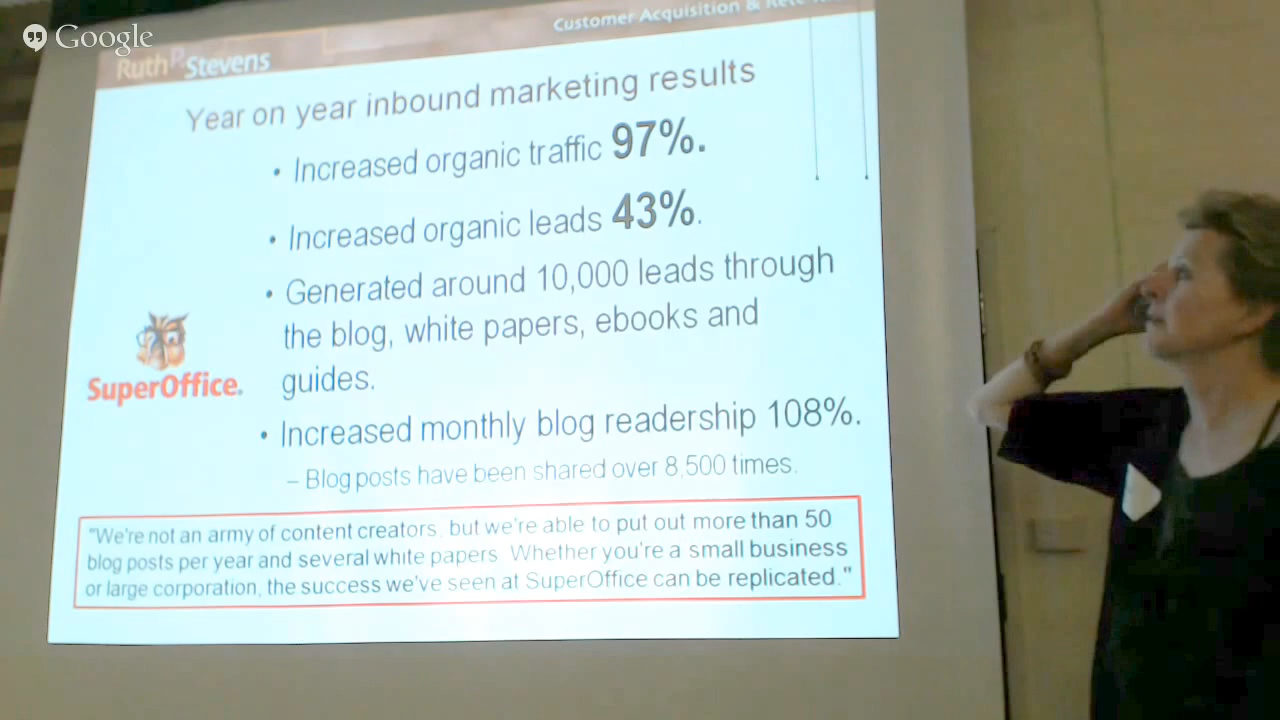 Google
Customer Acquisition &
Ruth P. Stevens
Year on year inbound marketing results
• Increased organic traffic 97%.
• Increased organic leads 43%.
• Generated around 10,000 leads through
the blog, white papers, ebooks and
guides.
SuperOffice.
• Increased monthly blog readership 108%.
– Blog posts have been shared over 8,500 times.
"We're not an army of content creators, but we're able to put out more than 50
blog posts per year and several white papers. Whether you're a small business
or large corporation, the success we've seen at SuperOffice can be replicated."